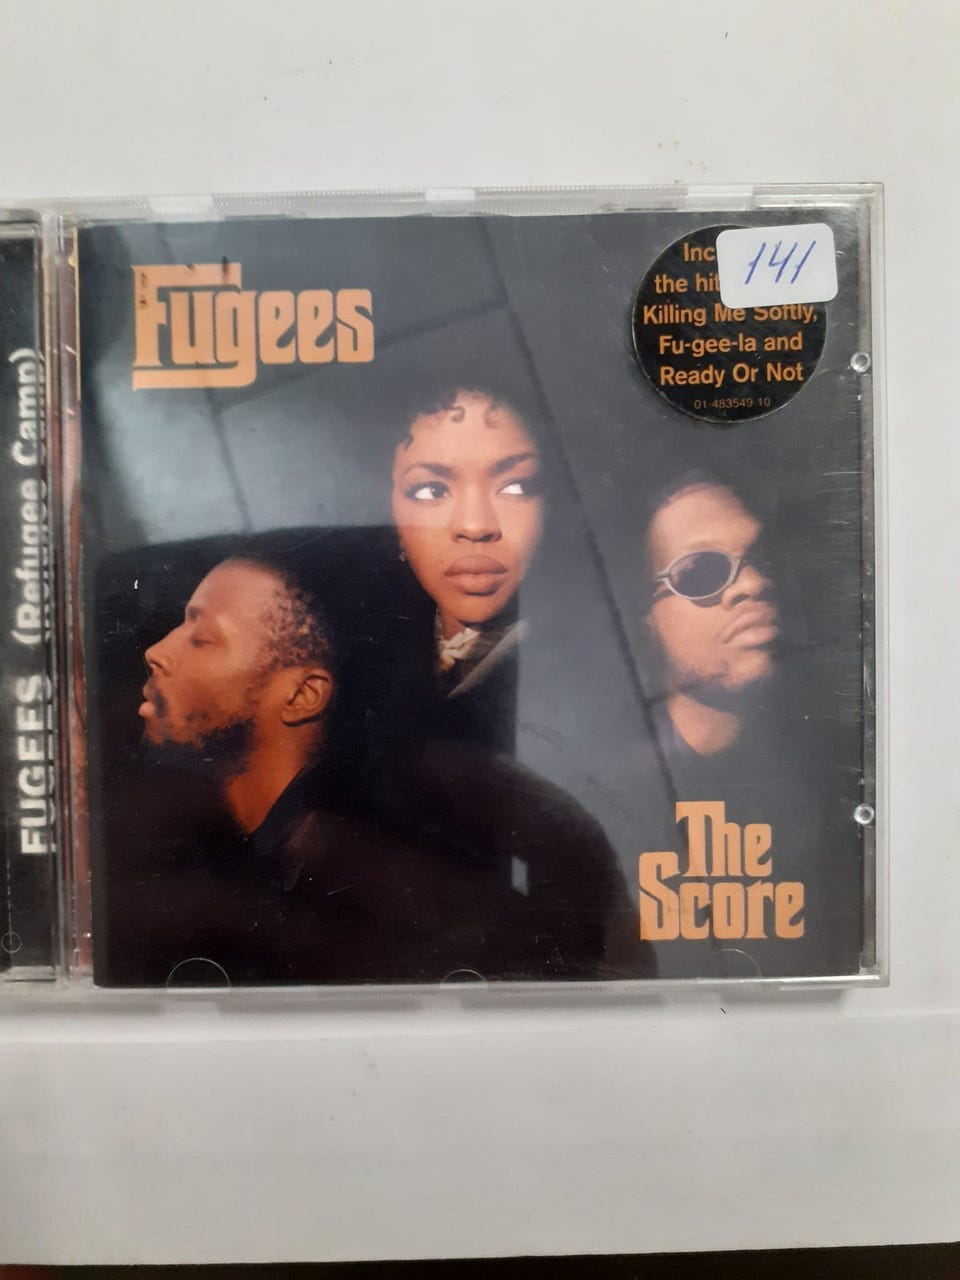 FUGEES (Refugee Camp)
Fugees
Inc
the hit
Killing Me Softly,
Fu-gee-la and
Ready Or Not
01-483549 10
141
The
Score